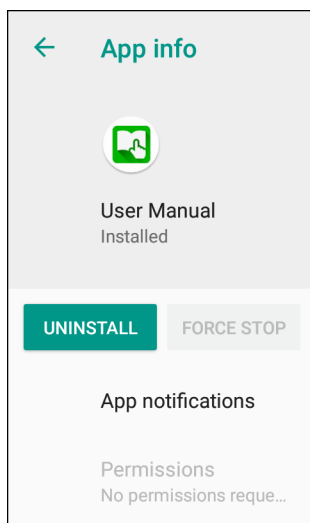 App info
User Manual
Installed
UNINSTALL
FORCE STOP
App notifications
Permissions
No permissions reque...